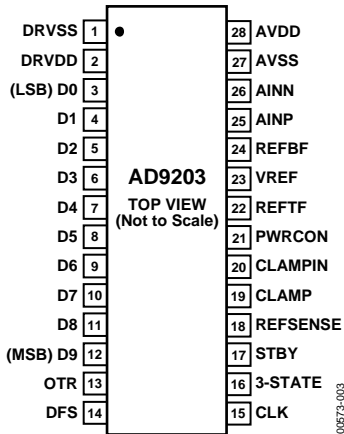 DRVSS 1 28 AVDD
DRVDD 2 27 AVSS
(LSB) D0 3 26 AINN
D1 4 25 AINP
D2 5 24 REFBF
D3 6 AD9203 23 VREF
D4 7 TOP VIEW 22 REFTF
(Not to Scale)
D5 8 21 PWRCON
D6 9 20 CLAMPIN
D7 10 19 CLAMP
D8 11 18 REFSENSE
(MSB) D9 12 17 STBY
OTR 13 16 3-STATE
DFS 14 15 CLK
00573-003